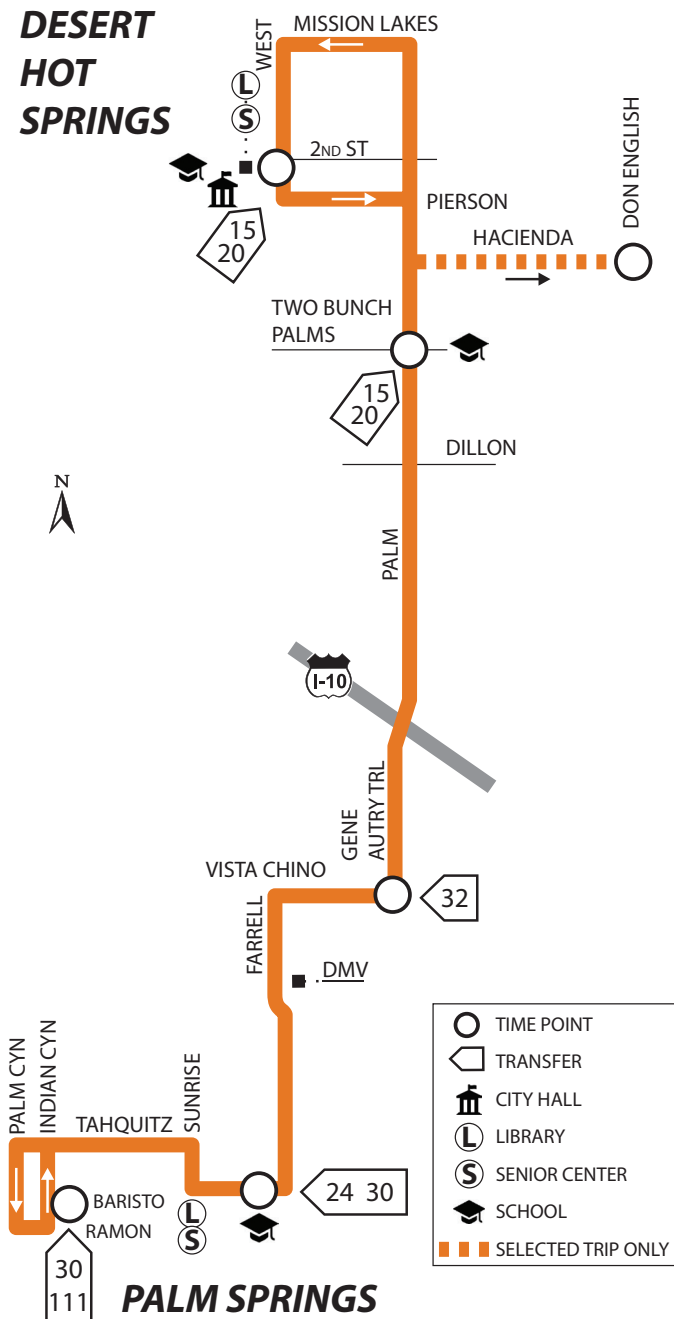 DESERT
HOT
SPRINGS
MISSION LAKES
WEST
L
S
2ND ST
PIERSON
DON ENGLISH
HACIENDA
15
20
TWO BUNCH
PALMS
15
20
DILLON
N
PALM
I-10
GENE
AUTRY TRL
VISTA CHINO
32
FARRELL
DMV
PALM CYN
INDIAN CYN
TAHQUITZ
SUNRISE
24 30
BARISTO
RAMON
L
S
30
111
PALM SPRINGS
TIME POINT
TRANSFER
CITY HALL
L LIBRARY
S SENIOR CENTER
SCHOOL
SELECTED TRIP ONLY